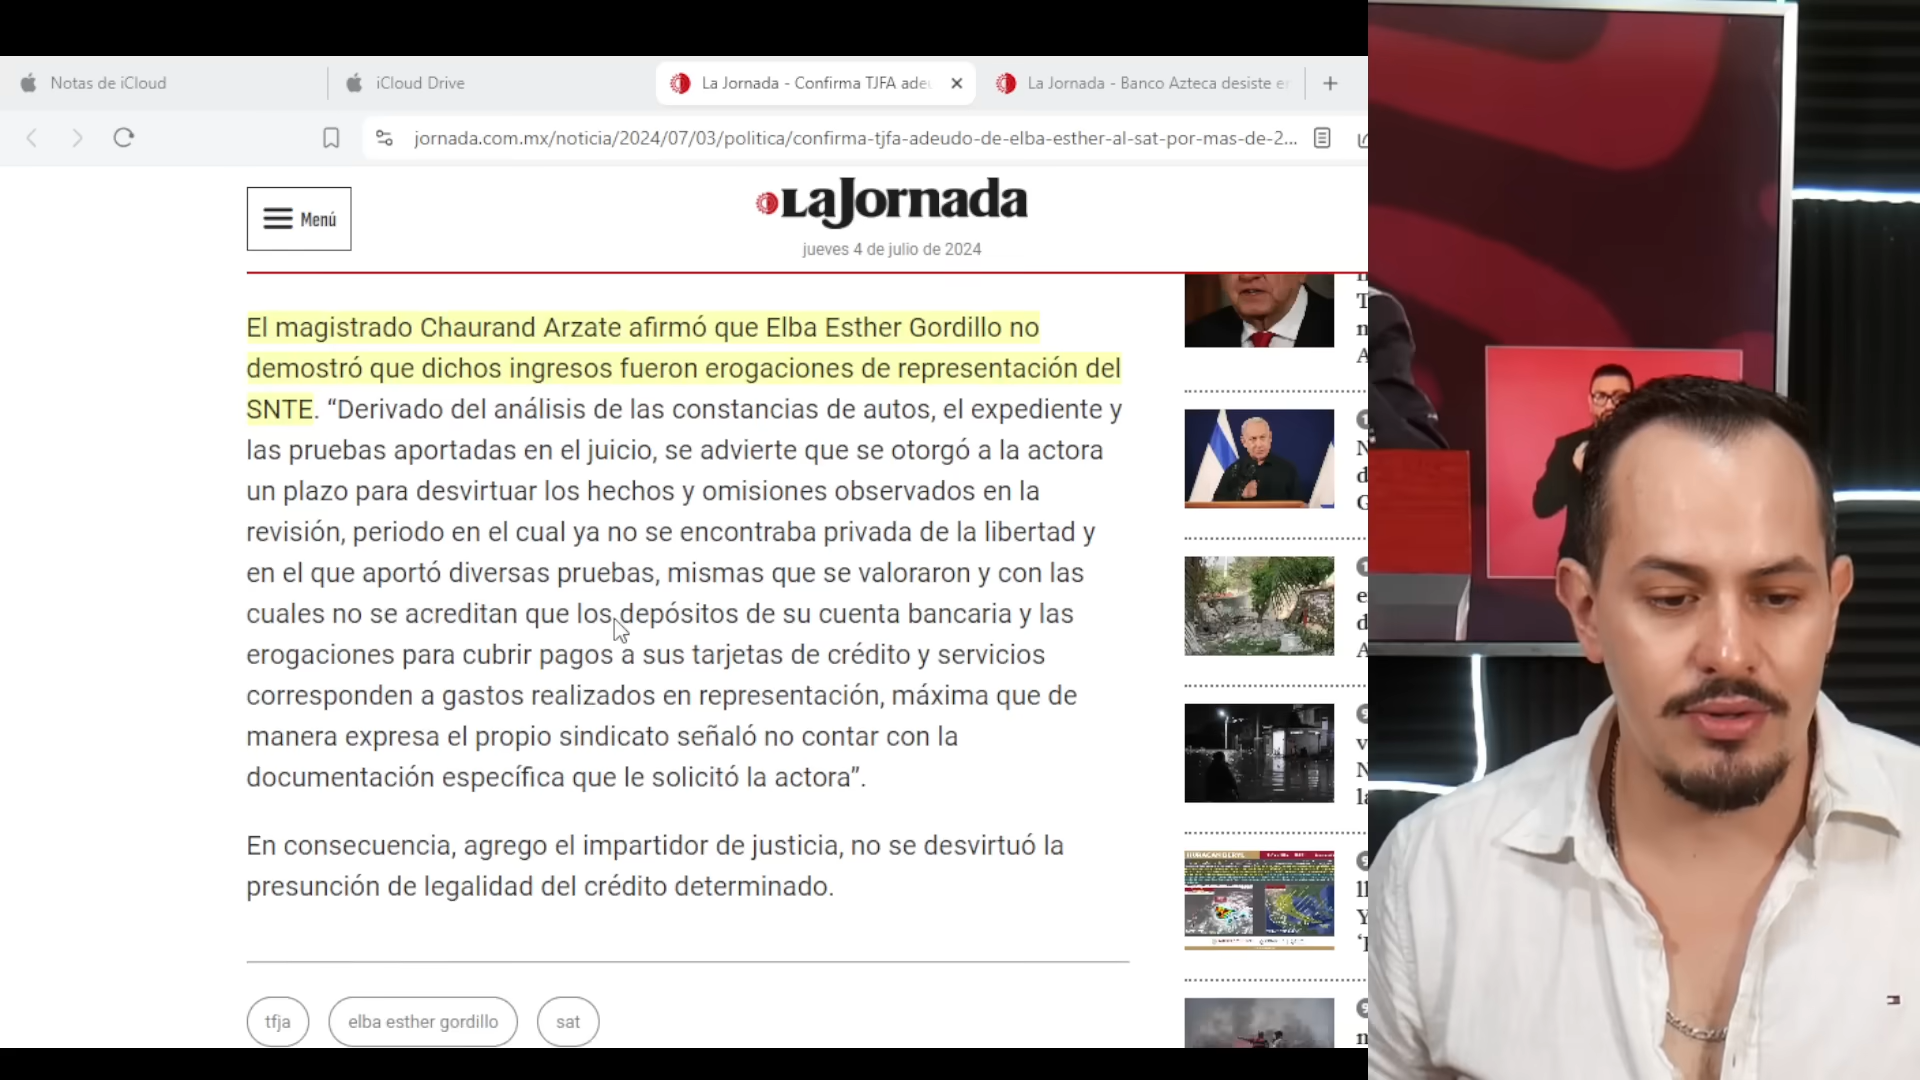 Notas de iCloud
iCloud Drive
La Jornada - Confirma TJFA
La Jornada - Banco Azteca desiste
jornada.com.mx/noticia/2024/07/03/politica/confirma-tjfa-adeudo-de-elba-esther-al-sat-por-mas-de-2...
Menú
LaJornada
jueves 4 de julio de 2024
El magistrado Chaurand Arzate afirmó que Elba Esther Gordillo no
demostró que dichos ingresos fueron erogaciones de representación del
SNTE. “Derivado del análisis de las constancias de autos, el expediente y
las pruebas aportadas en el juicio, se advierte que se otorgó a la actora
un plazo para desvirtuar los hechos y omisiones observados en la
revisión, periodo en el cual ya no se encontraba privada de la libertad y
en el que aportó diversas pruebas, mismas que se valoraron y con las
cuales no se acreditan que los depósitos de su cuenta bancaria y las
erogaciones para cubrir pagos a sus tarjetas de crédito y servicios
corresponden a gastos realizados en representación, máxima que de
manera expresa el propio sindicato señaló no contar con la
documentación específica que le solicitó la actora”.
En consecuencia, agrego el impartidor de justicia, no se desvirtuó la
presunción de legalidad del crédito determinado.
tfja
elba esther gordillo
sat